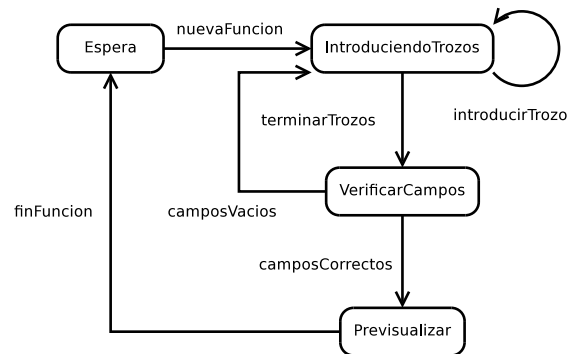 nuevaFuncion
Espera
IntroduciendoTrozos
introducirTrozo
terminarTrozos
VerificarCampos
finFuncion
camposVacios
camposCorrectos
Previsualizar